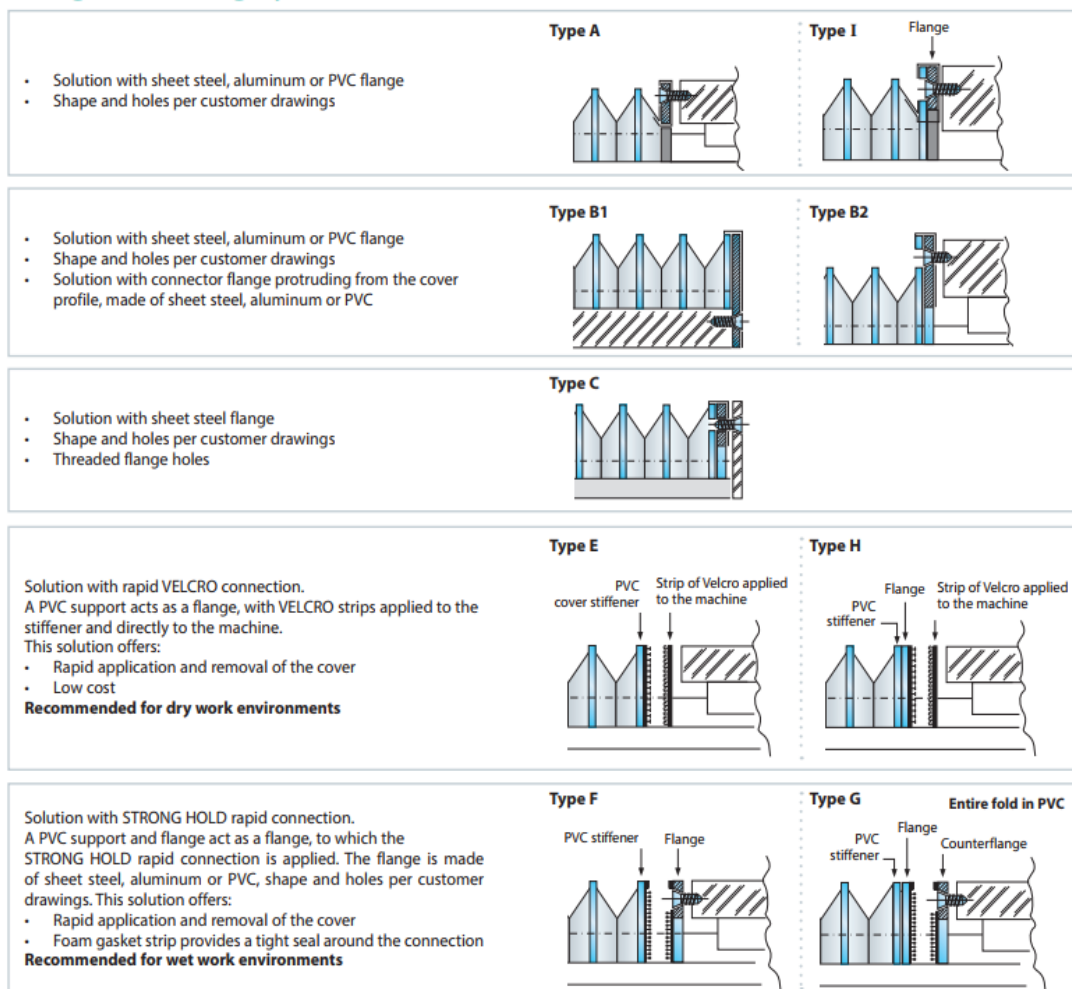 Type A
Type I
Flange
• Solution with sheet steel, aluminum or PVC flange
• Shape and holes per customer drawings
Type B1
Type B2
• Solution with sheet steel, aluminum or PVC flange
• Shape and holes per customer drawings
• Solution with connector flange protruding from the cover
profile, made of sheet steel, aluminum or PVC
Type C
• Solution with sheet steel flange
• Shape and holes per customer drawings
• Threaded flange holes
Type E
Type H
Solution with rapid VELCRO connection.
A PVC support acts as a flange, with VELCRO strips applied to the
stiffener and directly to the machine.
This solution offers:
• Rapid application and removal of the cover
• Low cost
Recommended for dry work environments
PVC
cover stiffener
Strip of Velcro applied
to the machine
PVC
stiffener
Flange
Strip of Velcro applied
to the machine
Type F
Type G
Entire fold in PVC
Solution with STRONG HOLD rapid connection.
A PVC support and flange act as a flange, to which the
STRONG HOLD rapid connection is applied. The flange is made
of sheet steel, aluminum or PVC, shape and holes per customer
drawings. This solution offers:
• Rapid application and removal of the cover
• Foam gasket strip provides a tight seal around the connection
Recommended for wet work environments
PVC stiffener
Flange
PVC
stiffener
Flange
Counterflange